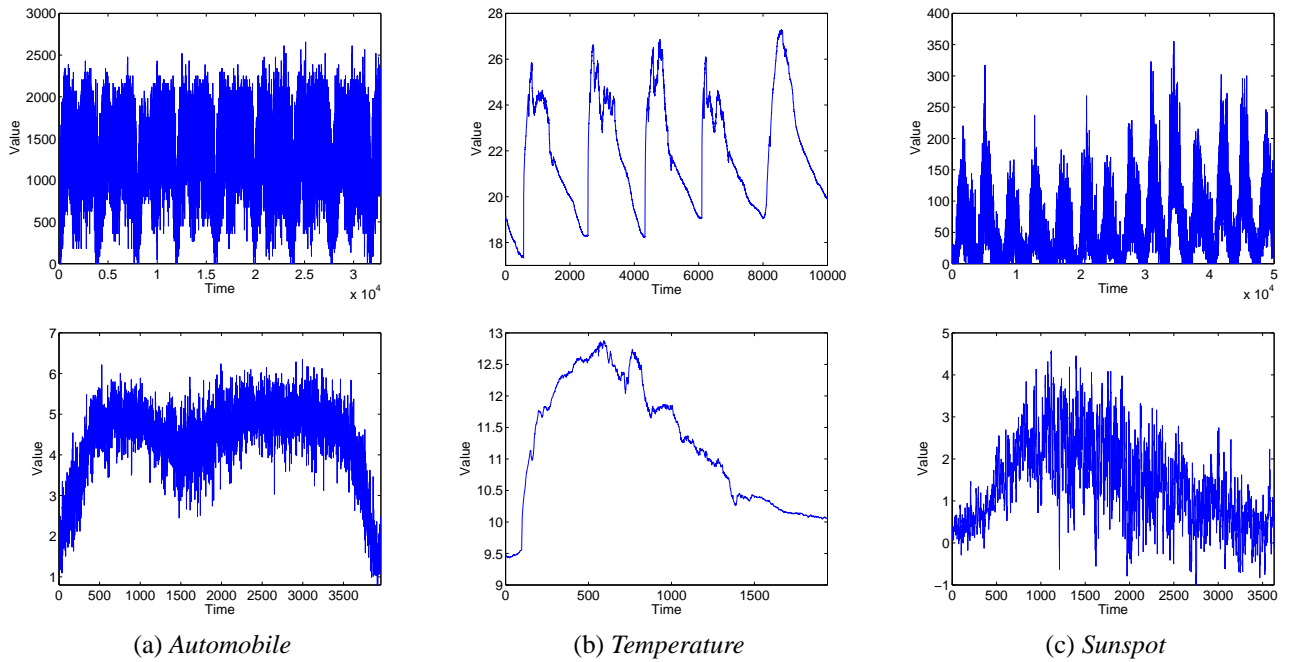 3000
2500
2000
1500
1000
500
0
Value
0 0.5 1 1.5 2 2.5 3
Time
x 10^4
28
26
24
22
20
18
Value
0 2000 4000 6000 8000 10000
Time
400
350
300
250
200
150
100
50
0
Value
0 1 2 3 4 5
Time
x 10^4
7
6
5
4
3
2
1
Value
500 1000 1500 2000 2500 3000 3500
Time
13
12.5
12
11.5
11
10.5
10
9.5
9
Value
0 500 1000 1500
Time
5
4
3
2
1
0
−1
Value
0 500 1000 1500 2000 2500 3000 3500
Time
(a) Automobile
(b) Temperature
(c) Sunspot